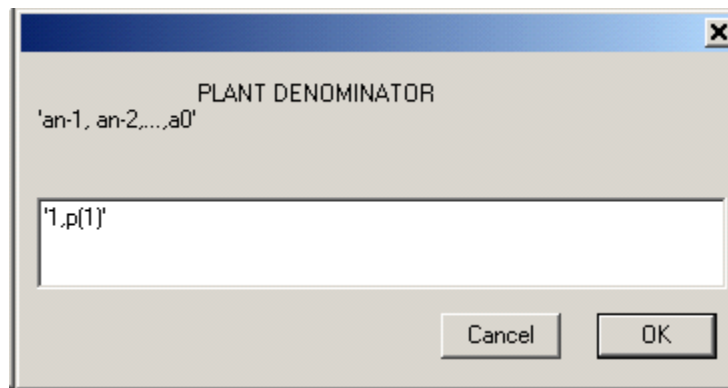 PLANT DENOMINATOR
'an-1, an-2,...,a0'
'1,p(1)'
Cancel
OK